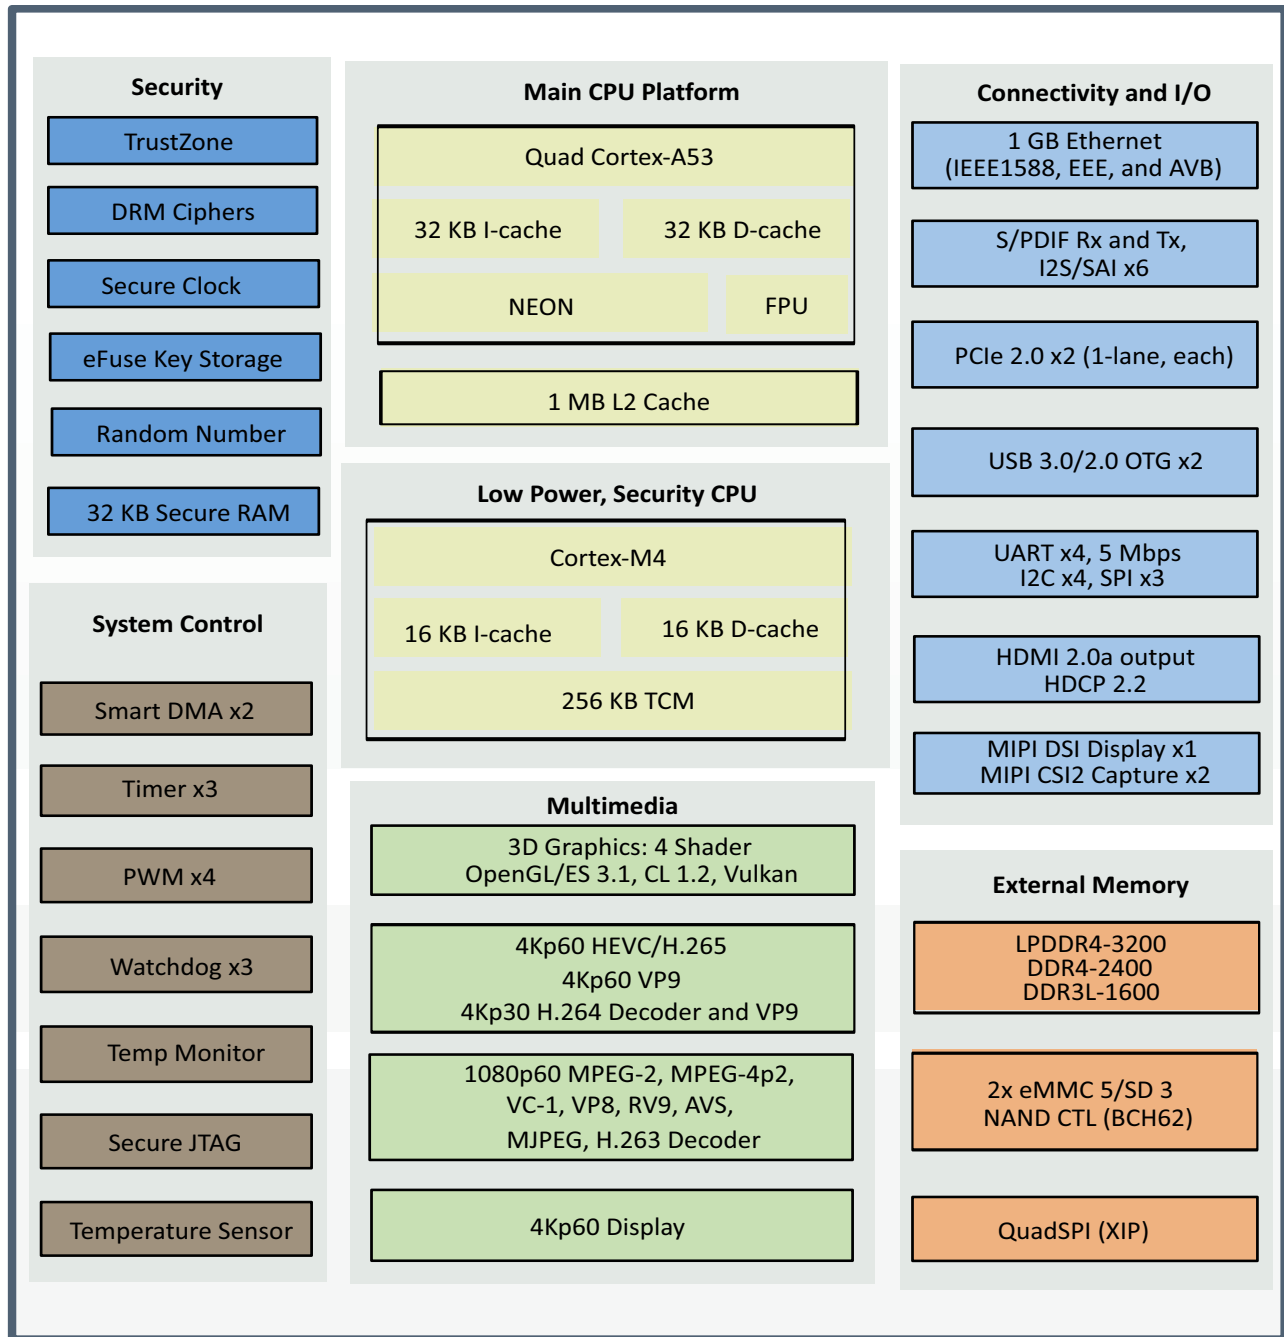 Security
TrustZone
DRM Ciphers
Secure Clock
eFuse Key Storage
Random Number
32 KB Secure RAM
System Control
Smart DMA x2
Timer x3
PWM x4
Watchdog x3
Temp Monitor
Secure JTAG
Temperature Sensor
Main CPU Platform
Quad Cortex-A53
32 KB I-cache
32 KB D-cache
NEON
FPU
1 MB L2 Cache
Low Power, Security CPU
Cortex-M4
16 KB I-cache
16 KB D-cache
256 KB TCM
Multimedia
3D Graphics: 4 Shader
OpenGL/ES 3.1, CL 1.2, Vulkan
4Kp60 HEVC/H.265
4Kp60 VP9
4Kp30 H.264 Decoder and VP9
1080p60 MPEG-2, MPEG-4p2,
VC-1, VP8, RV9, AVS,
MJPEG, H.263 Decoder
4Kp60 Display
Connectivity and I/O
1 GB Ethernet
(IEEE1588, EEE, and AVB)
S/PDIF Rx and Tx,
I2S/SAI x6
PCIe 2.0 x2 (1-lane, each)
USB 3.0/2.0 OTG x2
UART x4, 5 Mbps
I2C x4, SPI x3
HDMI 2.0a output
HDCP 2.2
MIPI DSI Display x1
MIPI CSI2 Capture x2
External Memory
LPDDR4-3200
DDR4-2400
DDR3L-1600
2x eMMC 5/SD 3
NAND CTL (BCH62)
QuadSPI (XIP)